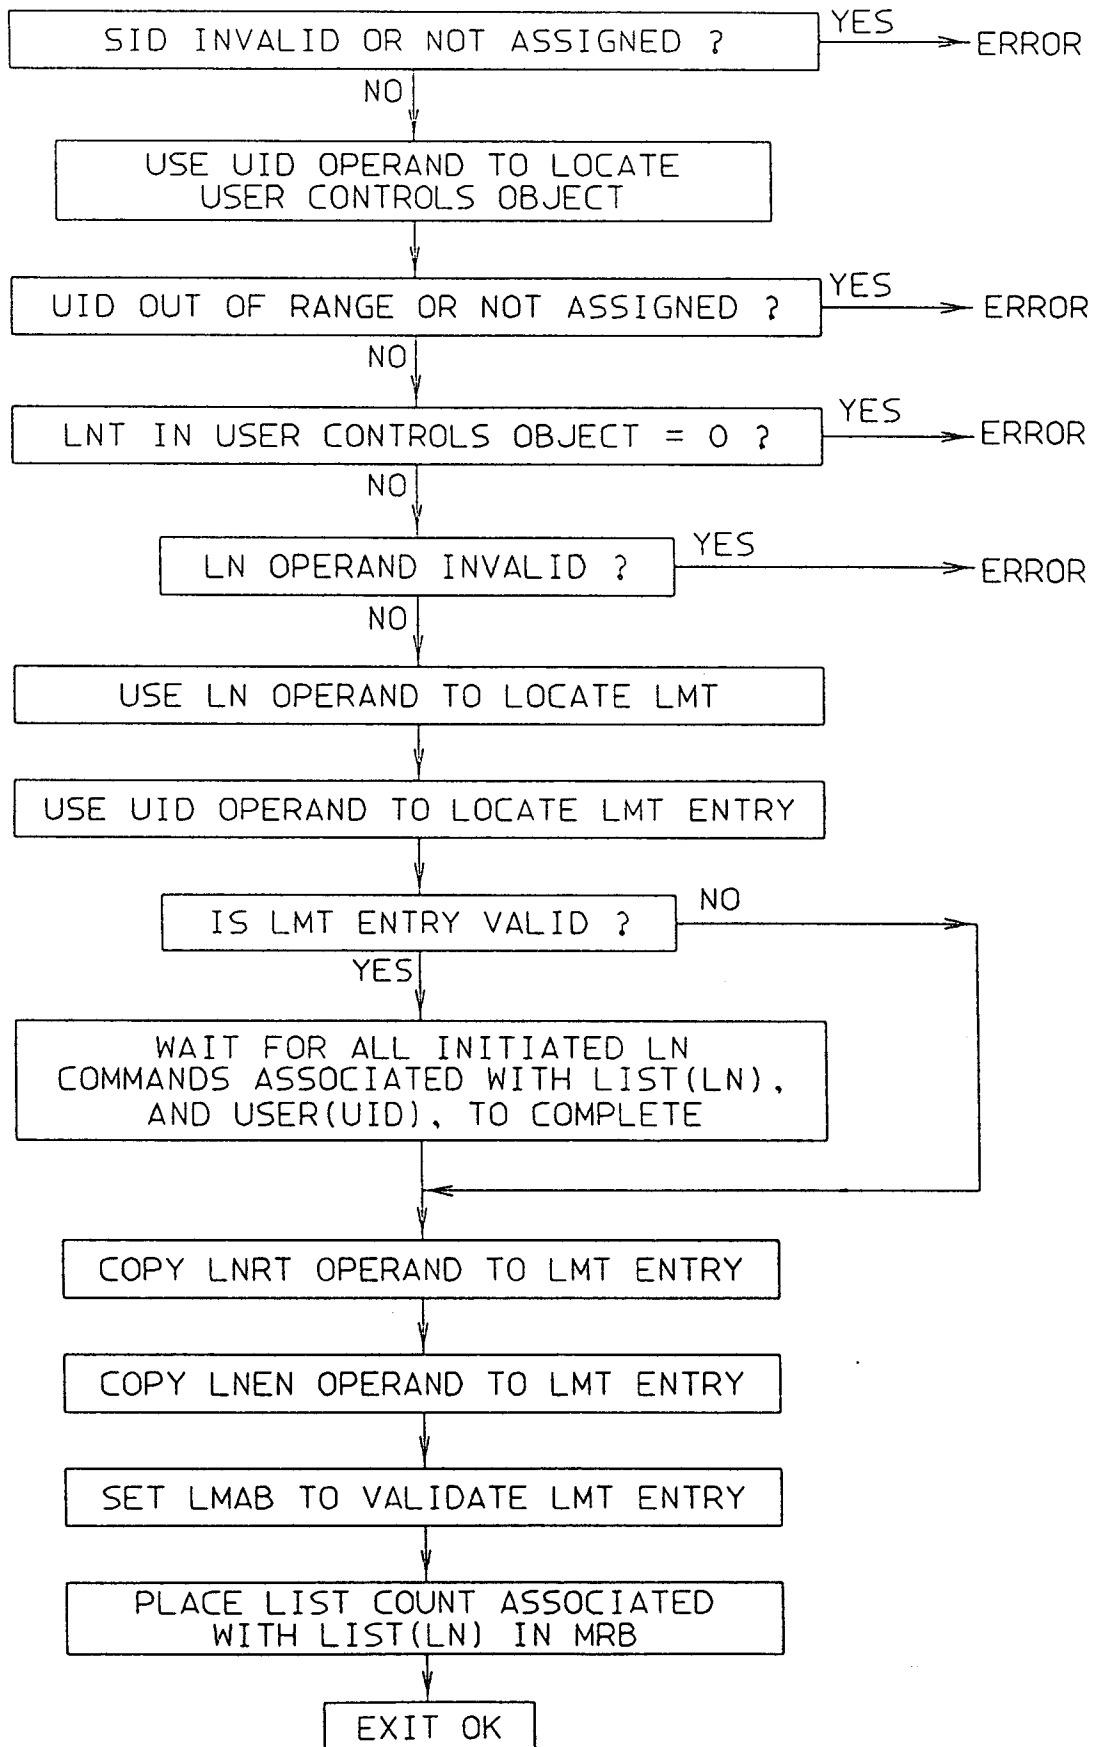 SID INVALID OR NOT ASSIGNED ?
YES
ERROR
NO
USE UID OPERAND TO LOCATE
USER CONTROLS OBJECT
UID OUT OF RANGE OR NOT ASSIGNED ?
YES
ERROR
NO
LNT IN USER CONTROLS OBJECT = 0 ?
YES
ERROR
NO
LN OPERAND INVALID ?
YES
ERROR
NO
USE LN OPERAND TO LOCATE LMT
USE UID OPERAND TO LOCATE LMT ENTRY
IS LMT ENTRY VALID ?
NO
YES
WAIT FOR ALL INITIATED LN
COMMANDS ASSOCIATED WITH LIST(LN),
AND USER(UID), TO COMPLETE
COPY LNRT OPERAND TO LMT ENTRY
COPY LNEN OPERAND TO LMT ENTRY
SET LMAB TO VALIDATE LMT ENTRY
PLACE LIST COUNT ASSOCIATED
WITH LIST(LN) IN MRB
EXIT OK